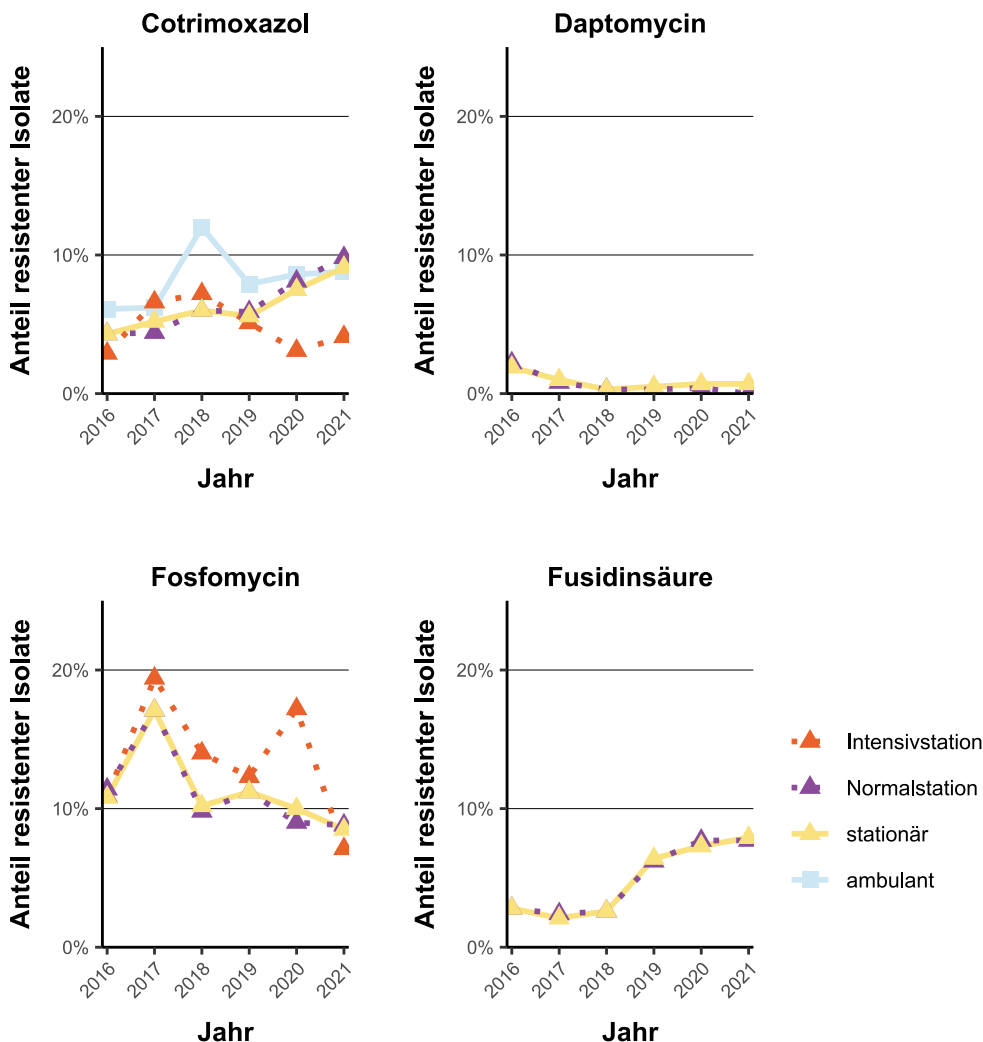 Cotrimoxazol
Anteil resistenter Isolate
20%
10%
0%
2016
2017
2018
2019
2020
2021
Jahr
Daptomycin
Anteil resistenter Isolate
20%
10%
0%
2016
2017
2018
2019
2020
2021
Jahr
Fosfomycin
Anteil resistenter Isolate
20%
10%
0%
2016
2017
2018
2019
2020
2021
Jahr
Fusidinsäure
Anteil resistenter Isolate
20%
10%
0%
2016
2017
2018
2019
2020
2021
Jahr
Intensivstation
Normalstation
stationär
ambulant